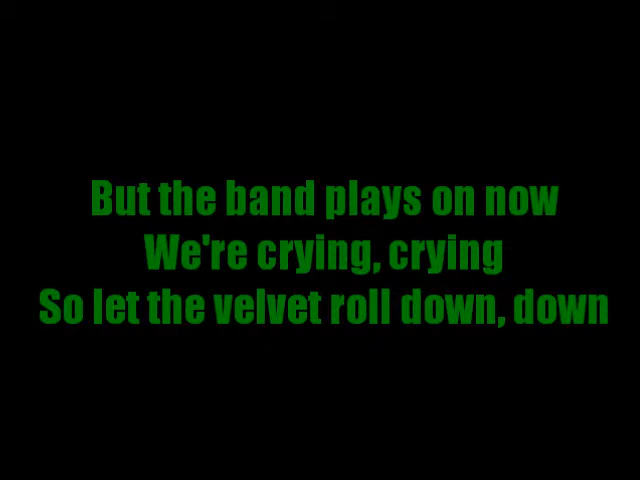 But the band plays on now
We're crying, crying
So let the velvet roll down, down